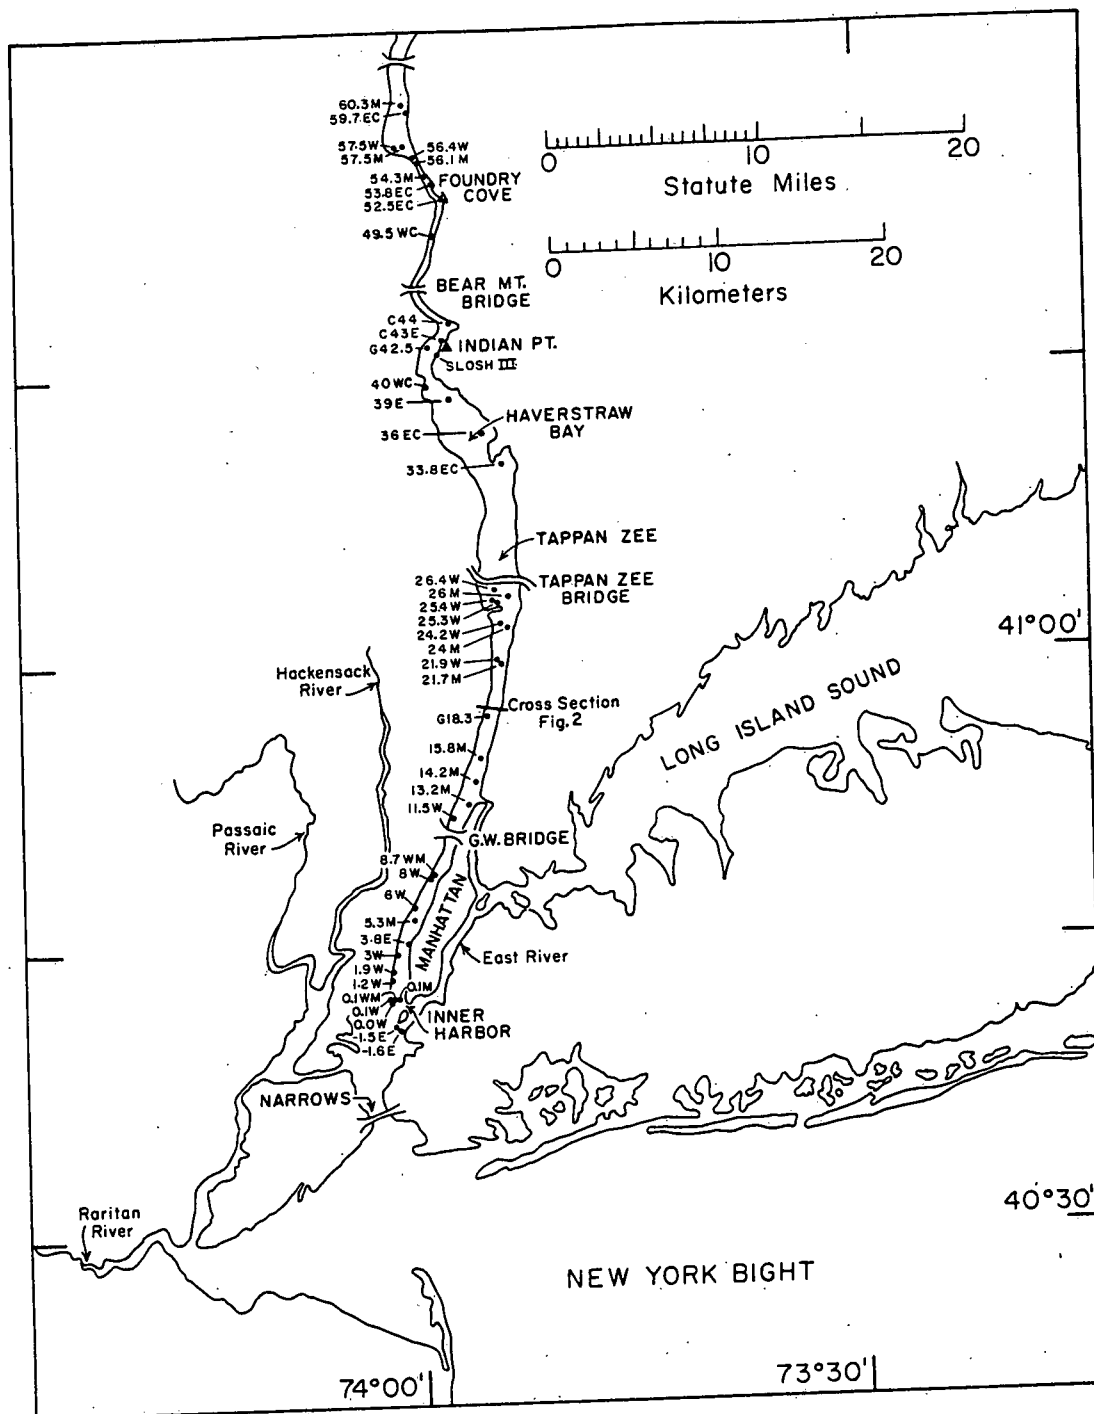 60.3M
59.7EC
57.5W
57.5M
56.4W
56.1M
54.3M
53.8EC
52.5EC
FOUNDRY
COVE
49.5WC
0 10 20
Statute Miles
0 10 20
Kilometers
BEAR MT.
BRIDGE
C44
C43E
G42.5
INDIAN PT.
SLOSH III
40WC
39E
HAVERSTRAW
BAY
36EC
33.8EC
TAPPAN ZEE
TAPPAN ZEE
BRIDGE
26.4W
26M
25.4W
25.3W
24.2W
24M
21.9W
21.7M
41°00'
Hackensack
River
Cross Section
Fig.2
G18.3
LONG ISLAND SOUND
15.8M
14.2M
13.2M
11.5W
Passaic
River
G.W. BRIDGE
8.7WM
8W
6W
5.3M
3.8E
3W
1.9W
1.2W
0.1WM
0.1W
0.0W
-1.5E
-1.6E
0.1M
MANHATTAN
East River
INNER
HARBOR
NARROWS
40°30'
Raritan
River
NEW YORK BIGHT
74°00'
73°30'